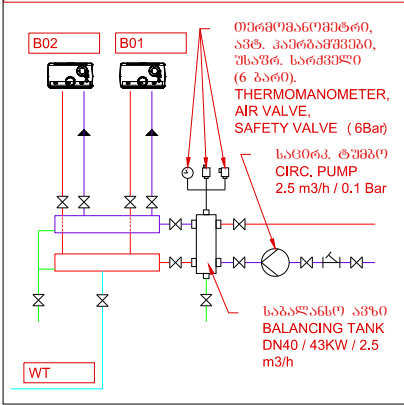 B02
B01
ᲗᲔᲠᲛᲝᲛᲐᲜᲝᲛᲔᲢᲠᲘ,
ᲐᲕᲢ. ᲰᲐᲔᲠᲒᲐᲛᲨᲕᲔᲑᲘ,
ᲣᲡᲐᲤᲠ. ᲡᲐᲠᲥᲕᲔᲚᲘ
(6 ᲑᲐᲠᲘ).
THERMOMANOMETER,
AIR VALVE,
SAFETY VALVE (6Bar)
ᲡᲐᲪᲘᲠᲙ. ᲢᲣᲛᲑᲝ
CIRC. PUMP
2.5 m3/h / 0.1 Bar
ᲡᲐᲑᲐᲚᲐᲜᲡᲝ ᲐᲕᲖᲘ
BALANCING TANK
DN40 / 43KW / 2.5
m3/h
WT